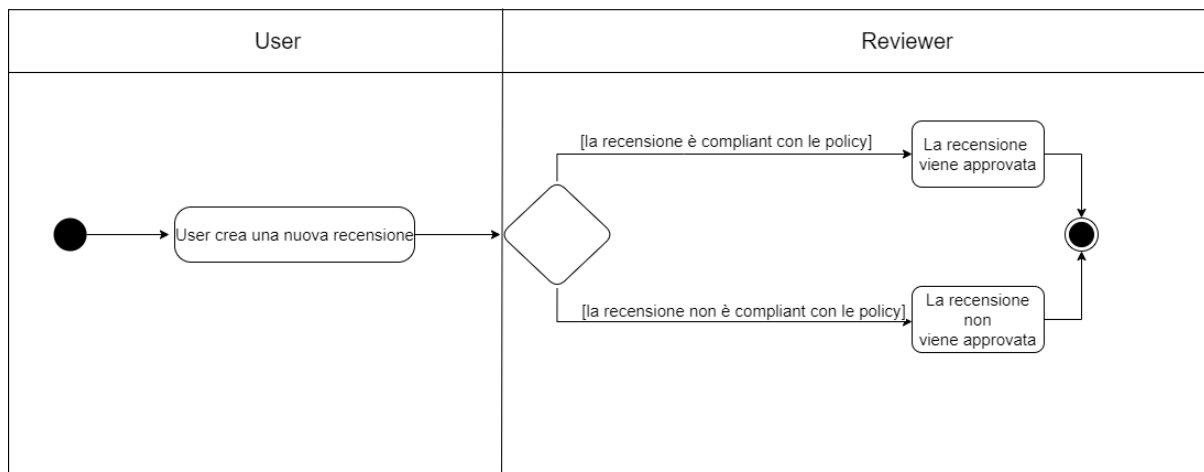 User
Reviewer
[la recensione è compliant con le policy]
La recensione
viene approvata
User crea una nuova recensione
[la recensione non è compliant con le policy]
La recensione
non
viene approvata